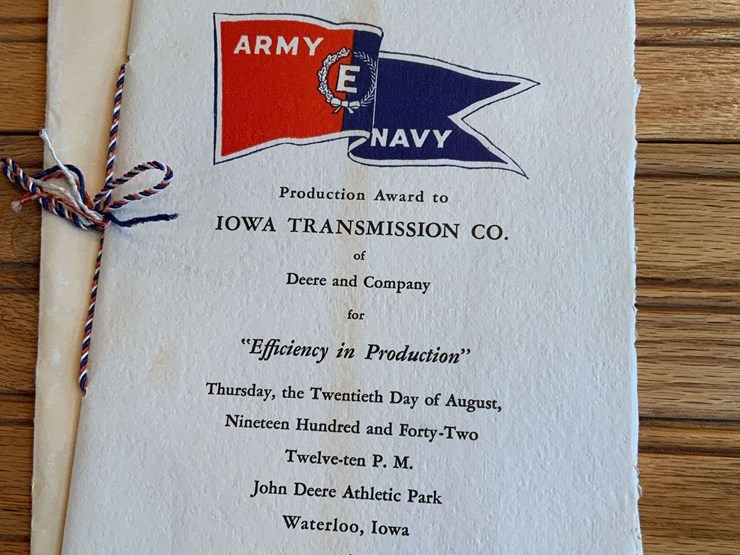 ARMY
E
NAVY
Production Award to
IOWA TRANSMISSION CO.
of
Deere and Company
for
"Efficiency in Production"
Thursday, the Twentieth Day of August,
Nineteen Hundred and Forty-Two
Twelve-ten P. M.
John Deere Athletic Park
Waterloo, Iowa